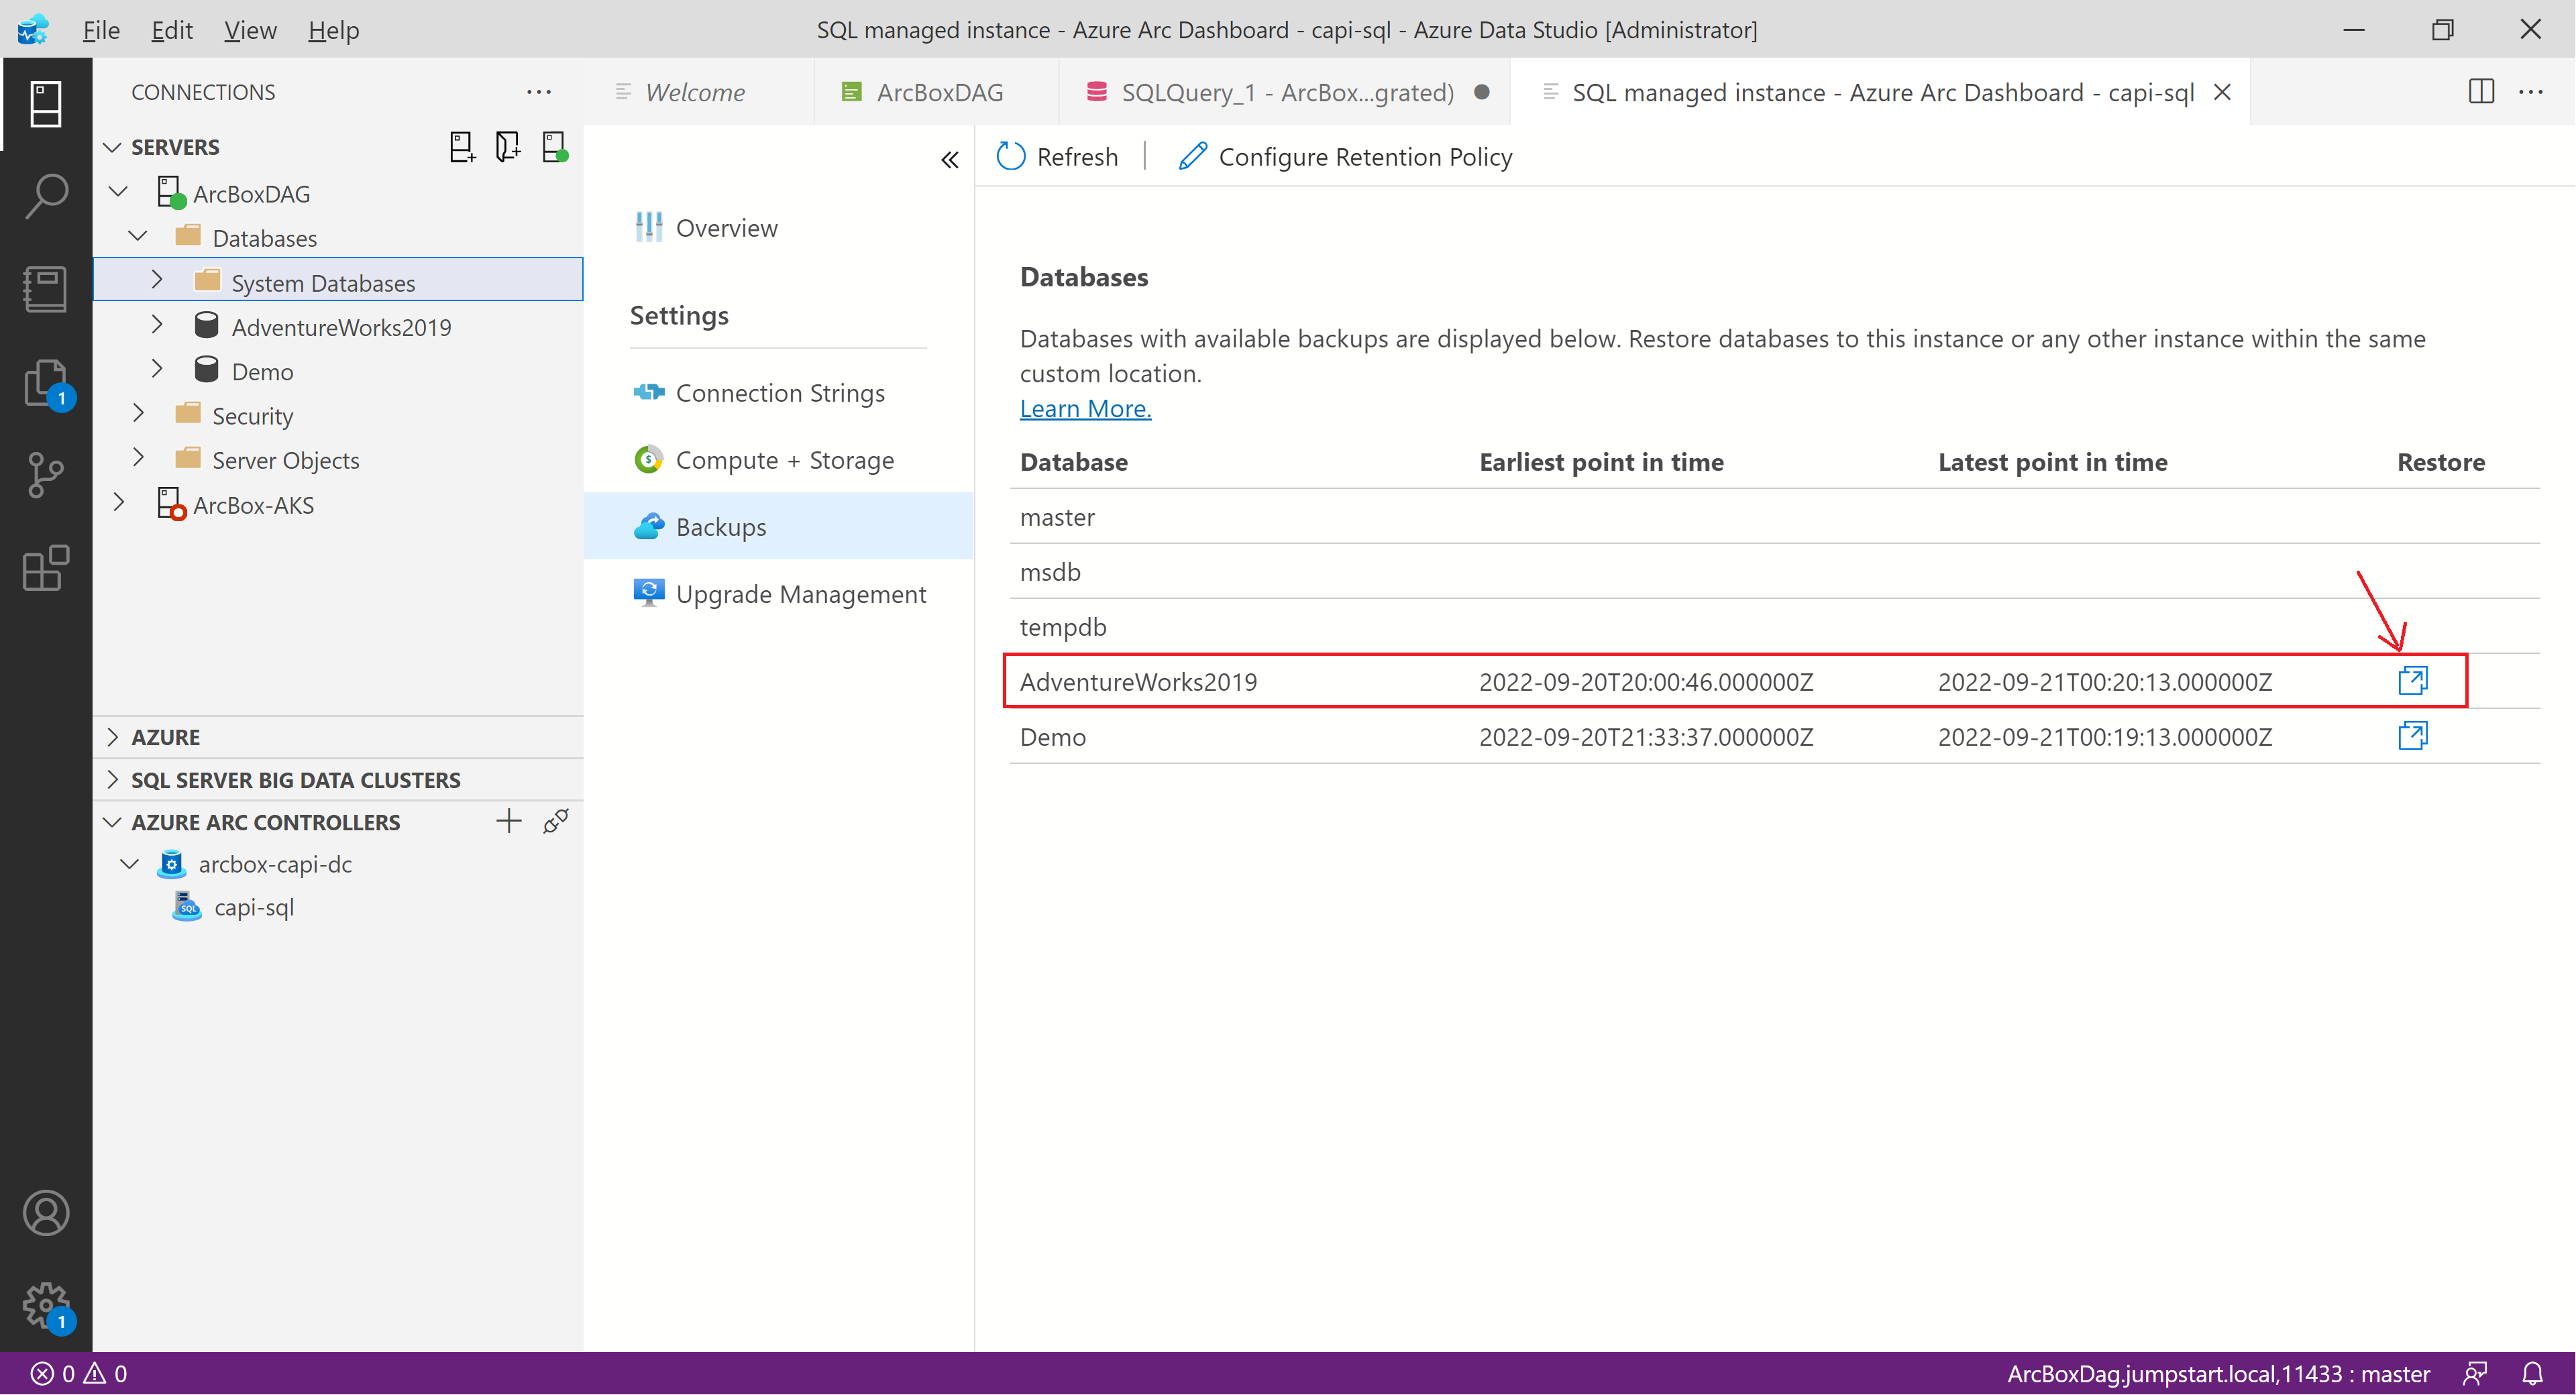 File Edit View Help
SQL managed instance - Azure Arc Dashboard - capi-sql - Azure Data Studio [Administrator]
CONNECTIONS
Welcome
ArcBoxDAG
SQLQuery_1 - ArcBox...grated)
SQL managed instance - Azure Arc Dashboard - capi-sql
SERVERS
ArcBoxDAG
Databases
System Databases
AdventureWorks2019
Demo
Security
Server Objects
ArcBox-AKS
AZURE
SQL SERVER BIG DATA CLUSTERS
AZURE ARC CONTROLLERS
arcbox-capi-dc
capi-sql
1
1
Overview
Settings
Connection Strings
Compute + Storage
Backups
Upgrade Management
Refresh | Configure Retention Policy
Databases
Databases with available backups are displayed below. Restore databases to this instance or any other instance within the same
custom location.
Learn More.
Database Earliest point in time Latest point in time Restore
master
msdb
tempdb
AdventureWorks2019 2022-09-20T20:00:46.000000Z 2022-09-21T00:20:13.000000Z
Demo 2022-09-20T21:33:37.000000Z 2022-09-21T00:19:13.000000Z
0 0
ArcBoxDag.jumpstart.local,11433 : master